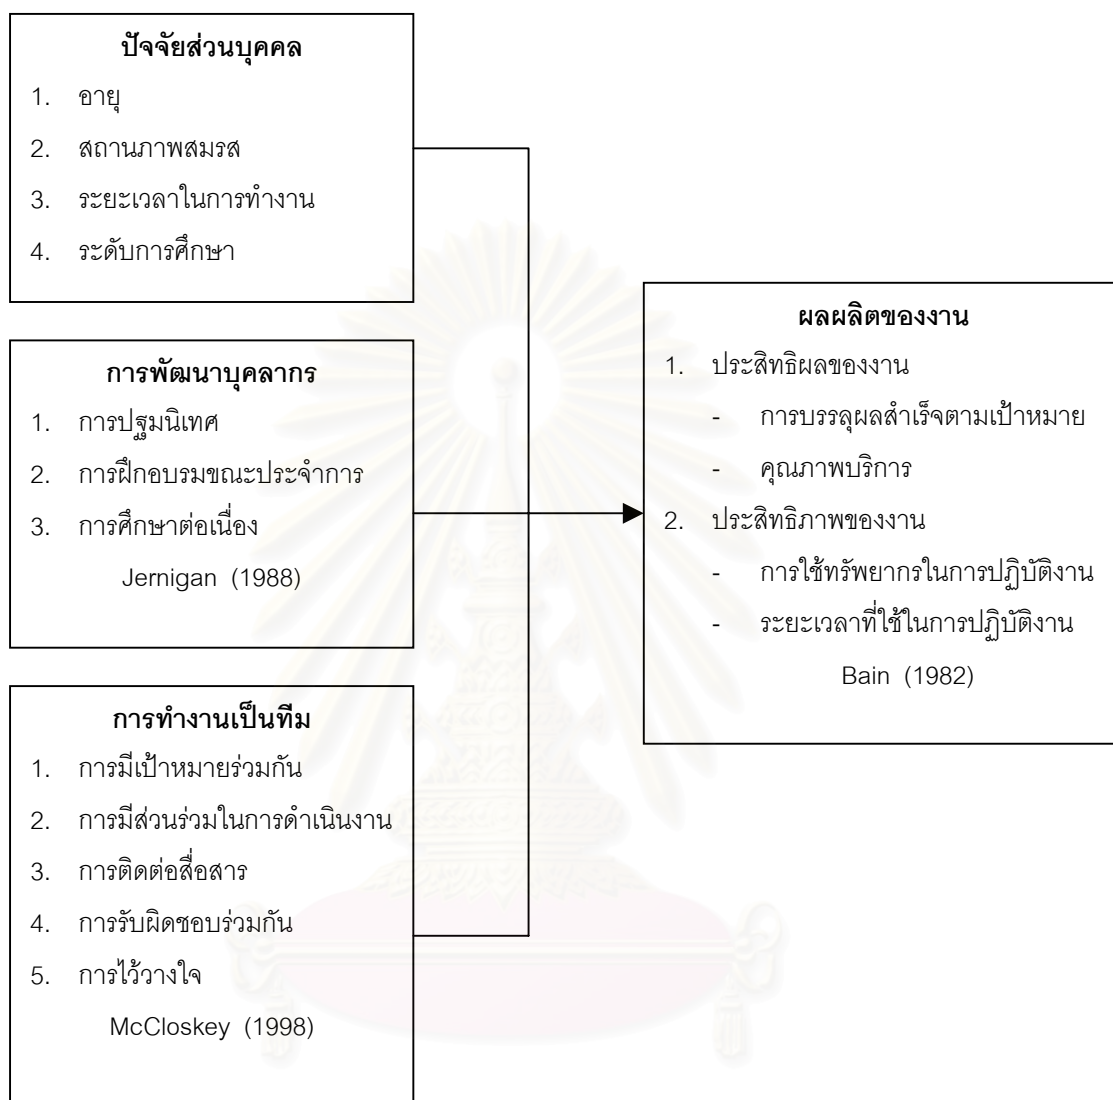 ปัจจัยส่วนบุคคล
1. อายุ
2. สถานภาพสมรส
3. ระยะเวลาในการทำงาน
4. ระดับการศึกษา
การพัฒนาบุคลากร
1. การปฐมนิเทศ
2. การฝึกอบรมขณะประจำการ
3. การศึกษาต่อเนื่อง
Jernigan (1988)
การทำงานเป็นทีม
1. การมีเป้าหมายร่วมกัน
2. การมีส่วนร่วมในการดำเนินงาน
3. การติดต่อสื่อสาร
4. การรับผิดชอบร่วมกัน
5. การไว้วางใจ
McCloskey (1998)
ผลผลิตของงาน
1. ประสิทธิผลของงาน
- การบรรลุผลสำเร็จตามเป้าหมาย
- คุณภาพบริการ
2. ประสิทธิภาพของงาน
- การใช้ทรัพยากรในการปฏิบัติงาน
- ระยะเวลาที่ใช้ในการปฏิบัติงาน
Bain (1982)